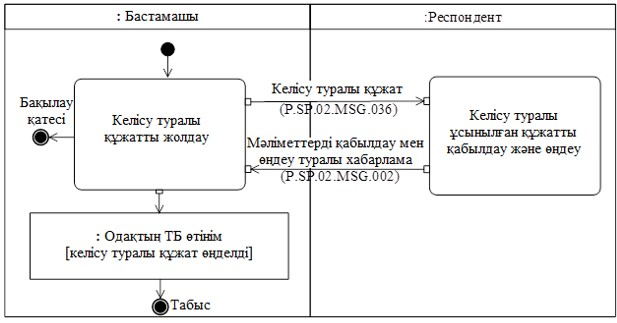 : Бастамашы
:Респондент
Келісу туралы құжат
(P.SP.02.MSG.036)
Бақылау
қатесі
Келісу туралы
құжатты жолдау
Мәліметтерді қабылдау мен
өңдеу туралы хабарлама
(P.SP.02.MSG.002)
Келісу туралы
ұсынылған құжатты
қабылдау және өңдеу
: Одақтың ТБ өтінім
[келісу туралы құжат өңделді]
Табыс